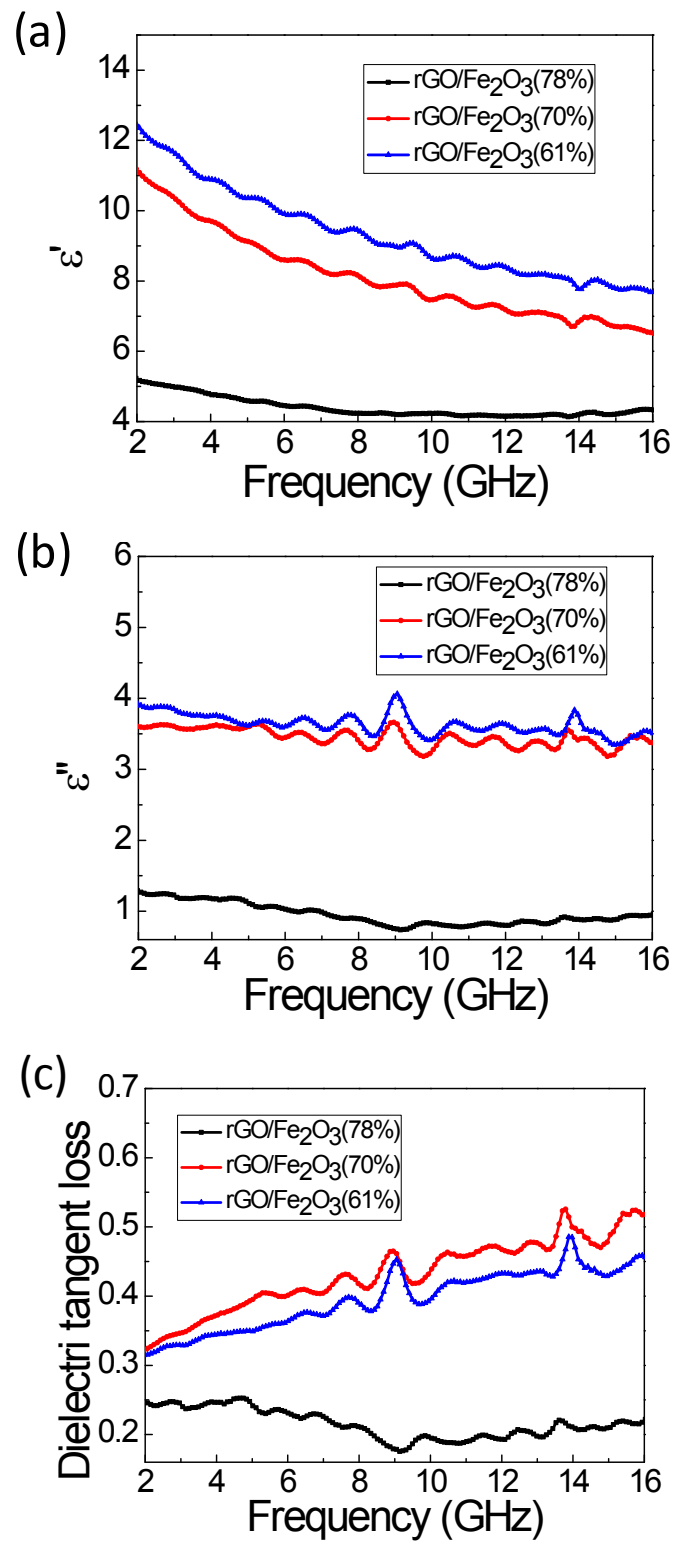 (a)
14
12
10
8
6
4
ε'
rGO/Fe2O3(78%)
rGO/Fe2O3(70%)
rGO/Fe2O3(61%)
2 4 6 8 10 12 14 16
Frequency (GHz)
(b)
6
5
4
3
2
1
ε"
rGO/Fe2O3(78%)
rGO/Fe2O3(70%)
rGO/Fe2O3(61%)
2 4 6 8 10 12 14 16
Frequency (GHz)
(c)
0.7
0.6
0.5
0.4
0.3
0.2
Dielectri tangent loss
rGO/Fe2O3(78%)
rGO/Fe2O3(70%)
rGO/Fe2O3(61%)
2 4 6 8 10 12 14 16
Frequency (GHz)